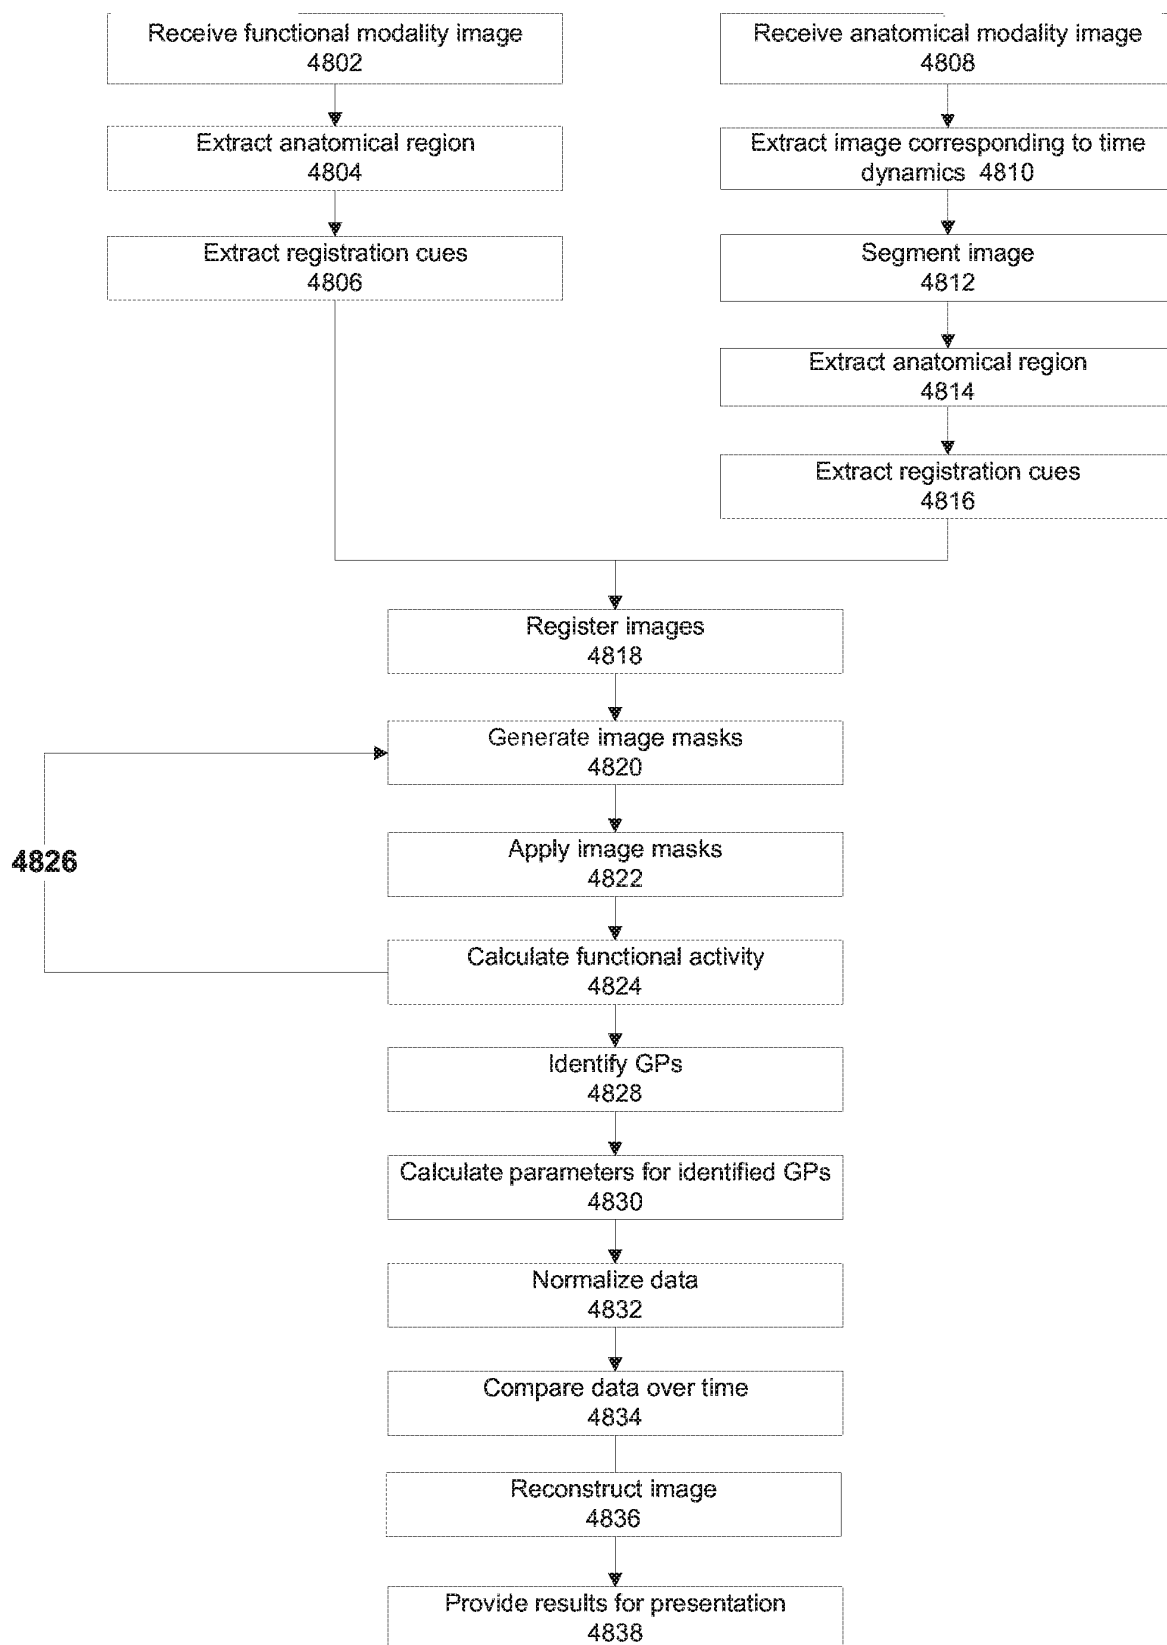 Receive functional modality image
4802
Extract anatomical region
4804
Extract registration cues
4806
Receive anatomical modality image
4808
Extract image corresponding to time
dynamics 4810
Segment image
4812
Extract anatomical region
4814
Extract registration cues
4816
Register images
4818
Generate image masks
4820
4826
Apply image masks
4822
Calculate functional activity
4824
Identify GPs
4828
Calculate parameters for identified GPs
4830
Normalize data
4832
Compare data over time
4834
Reconstruct image
4836
Provide results for presentation
4838